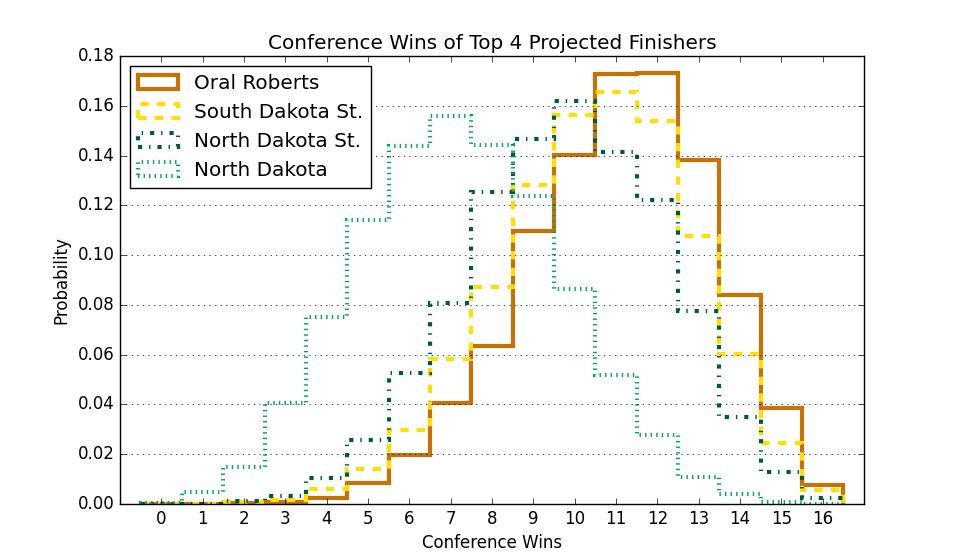 Conference Wins of Top 4 Projected Finishers
0.18
0.16
0.14
0.12
0.10
0.08
0.06
0.04
0.02
0.00
Probability
Oral Roberts
South Dakota St.
North Dakota St.
North Dakota
0 1 2 3 4 5 6 7 8 9 10 11 12 13 14 15 16
Conference Wins